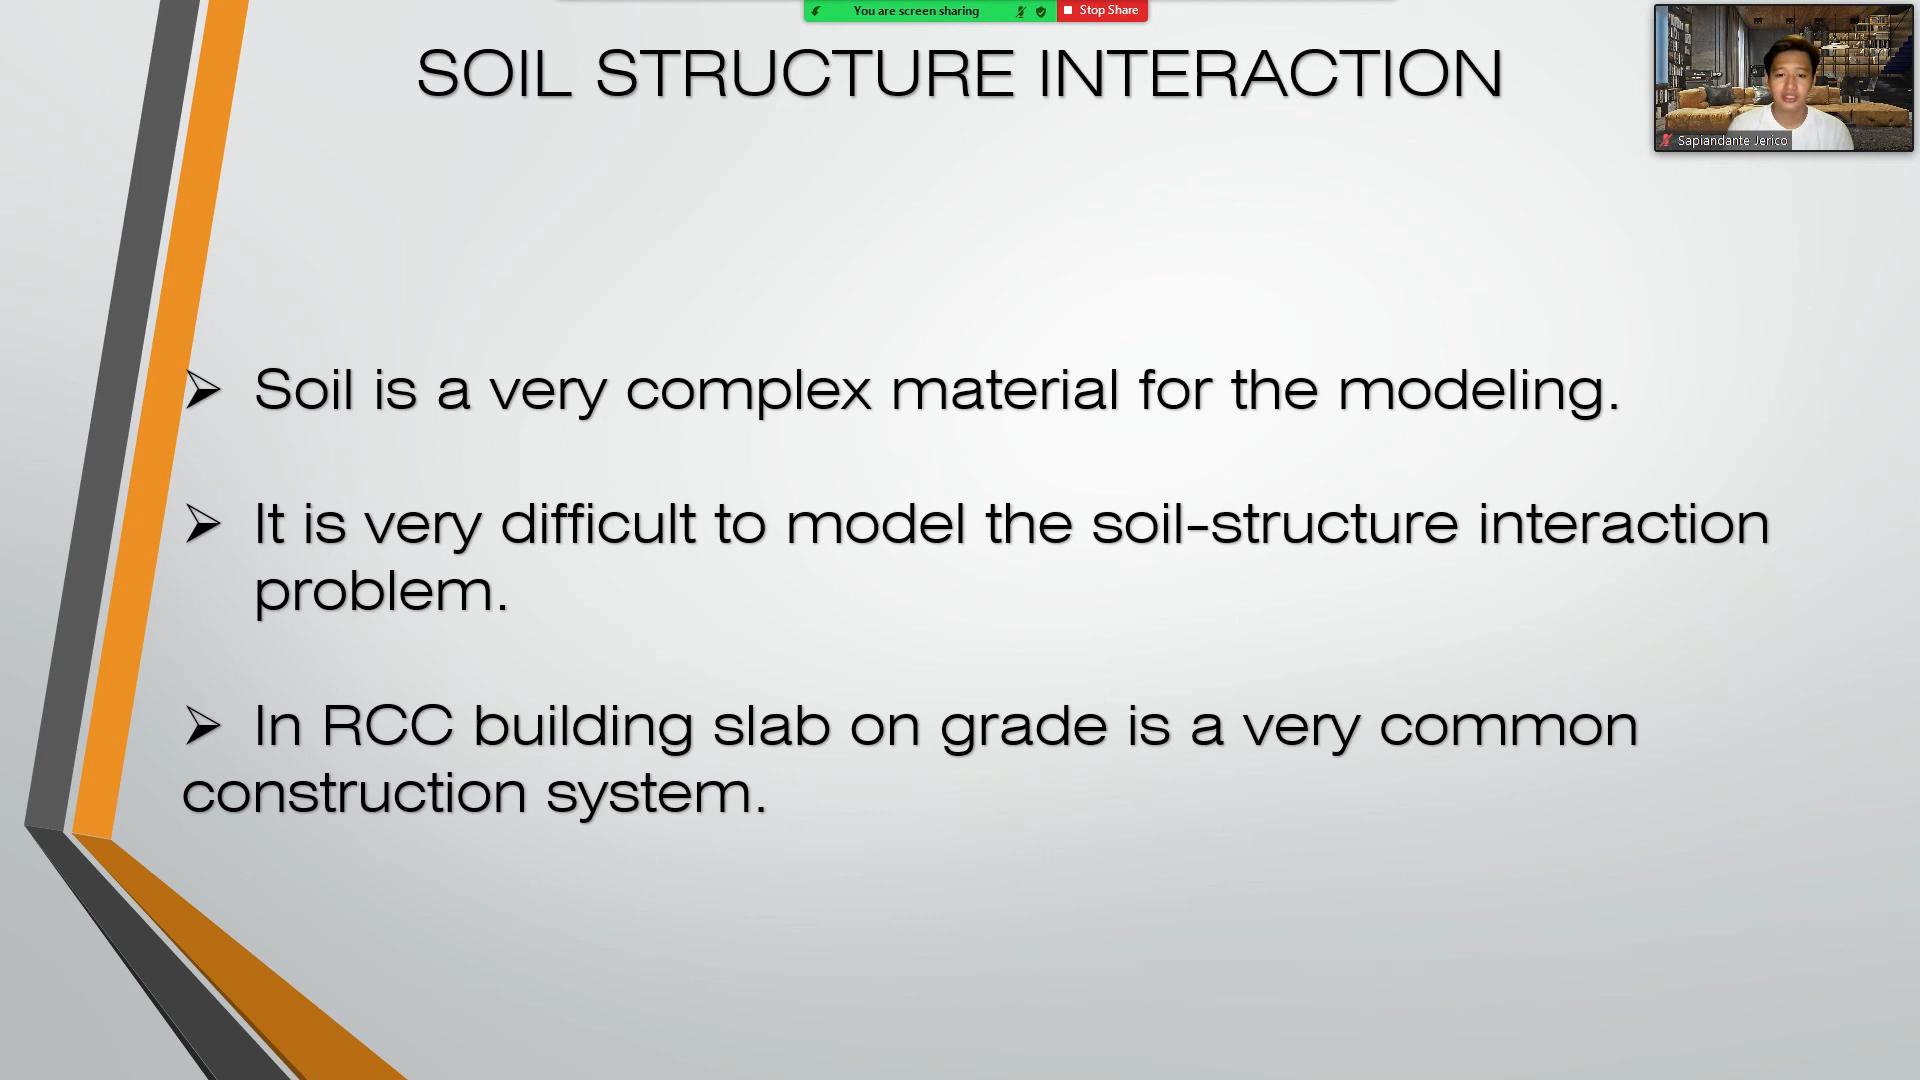 You are screen sharing
Stop Share
SOIL STRUCTURE INTERACTION
Sapiandante Jerico
Soil is a very complex material for the modeling.
It is very difficult to model the soil-structure interaction
problem.
In RCC building slab on grade is a very common
construction system.